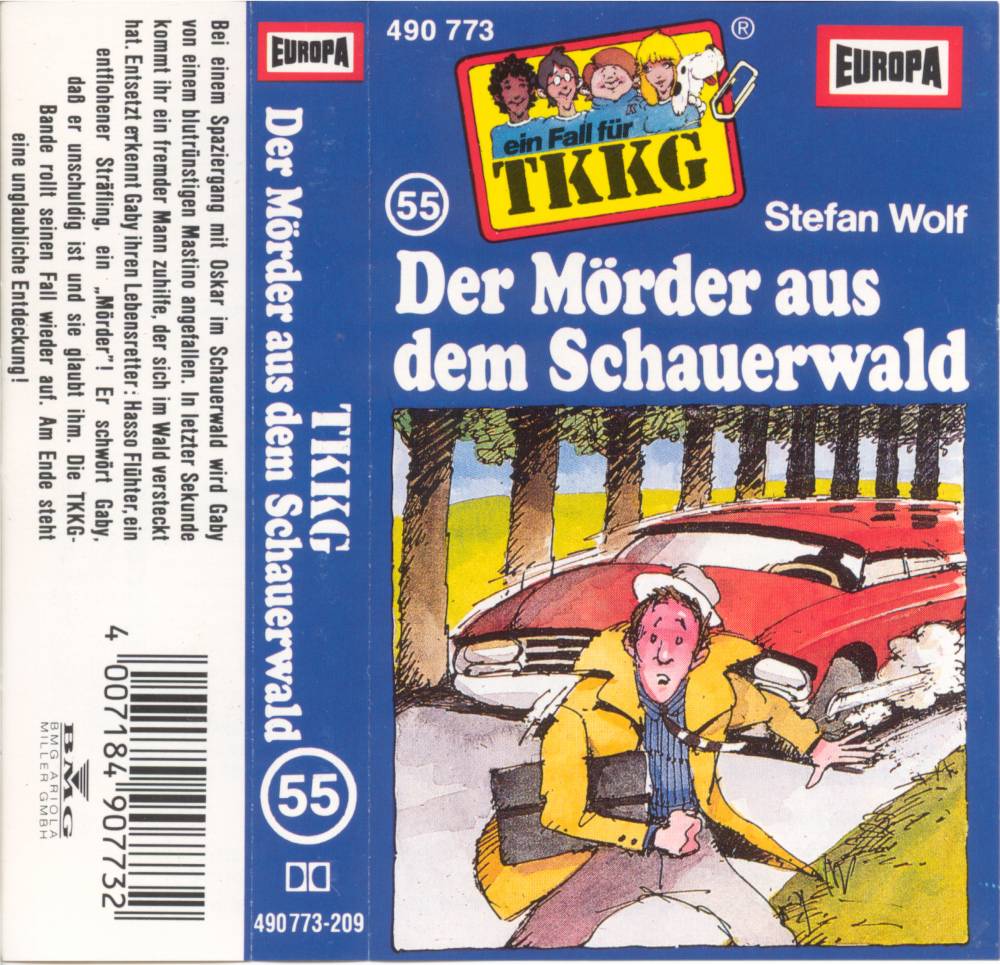 Bei einem Spaziergang mit Oskar im Schauerwald wird Gaby
von einem blutrünstigen Mastino angefallen. In letzter Sekunde
kommt ihr ein fremder Mann zuhilfe, der sich im Wald versteckt
hat. Entsetzt erkennt Gaby ihren Lebensretter: Hasso Flühter, ein
entflohener Sträfling, ein „Mörder"! Er schwört Gaby,
daß er unschuldig ist und sie glaubt ihm. Die TKKG-
Bande rollt seinen Fall wieder auf. Am Ende steht
eine unglaubliche Entdeckung!
4 007184 907732
BMG
BMG ARIOLA
MILLER GMBH
EUROPA
TKKG
Der Mörder aus dem Schauerwald
55
490 773-209
490 773
®
EUROPA
ein Fall für
TKKG
55
Stefan Wolf
Der Mörder aus
dem Schauerwald